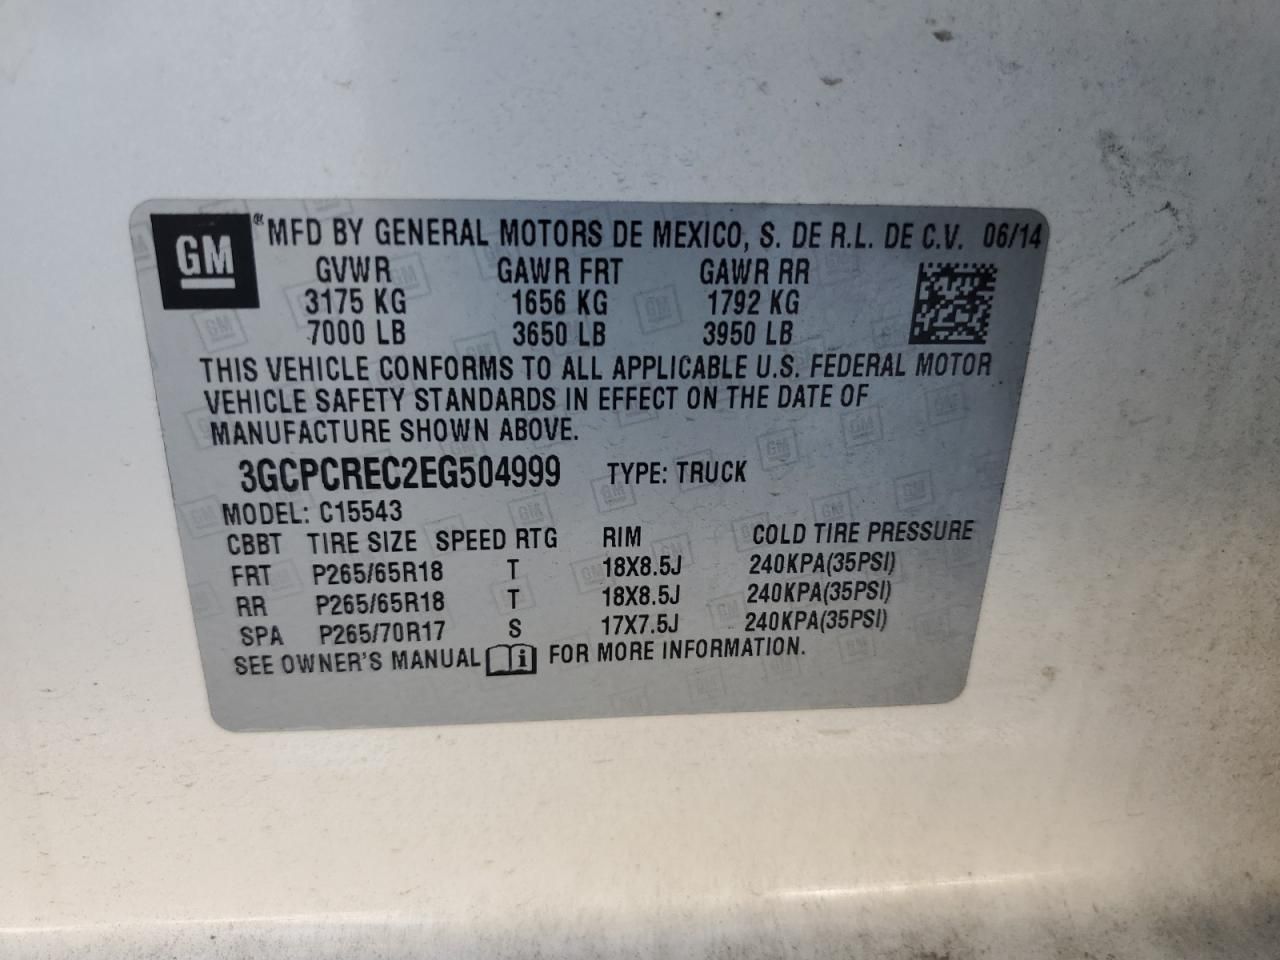 GM ® MFD BY GENERAL MOTORS DE MEXICO, S. DE R.L. DE C.V. 06/14
GVWR GAWR FRT GAWR RR
3175 KG 1656 KG 1792 KG
7000 LB 3650 LB 3950 LB
THIS VEHICLE CONFORMS TO ALL APPLICABLE U.S. FEDERAL MOTOR
VEHICLE SAFETY STANDARDS IN EFFECT ON THE DATE OF
MANUFACTURE SHOWN ABOVE.
3GCPCREC2EG504999 TYPE: TRUCK
MODEL: C15543
CBBT TIRE SIZE SPEED RTG RIM COLD TIRE PRESSURE
FRT P265/65R18 T 18X8.5J 240KPA(35PSI)
RR P265/65R18 T 18X8.5J 240KPA(35PSI)
SPA P265/70R17 S 17X7.5J 240KPA(35PSI)
SEE OWNER'S MANUAL i FOR MORE INFORMATION.